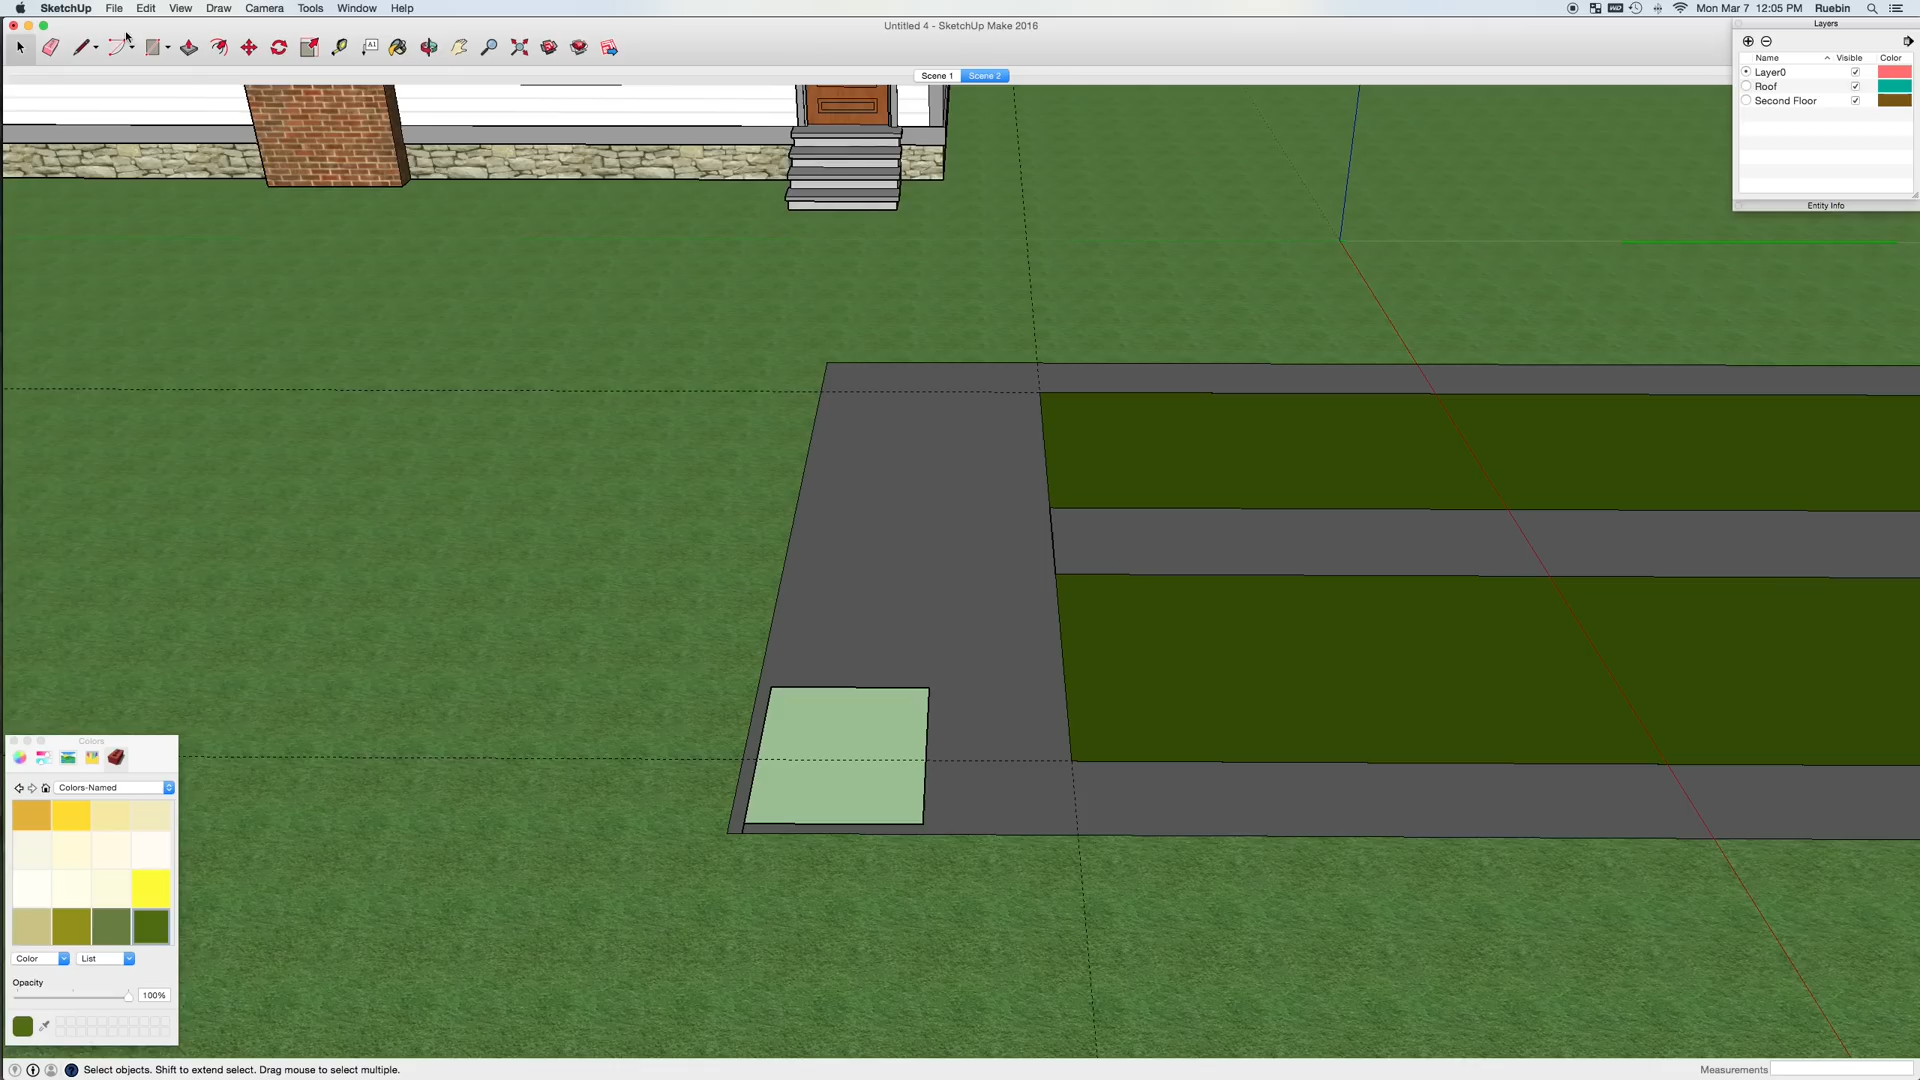 SketchUp File Edit View Draw Camera Tools Window Help
Mon Mar 7 12:05 PM Ruebin
Untitled 4 - SketchUp Make 2016
Layers
Scene 1 Scene 2
Name Visible Color
Layer0
Roof
Second Floor
Entity Info
Colors
Colors-Named
Color List
Opacity
100%
Select objects. Shift to extend select. Drag mouse to select multiple.
Measurements